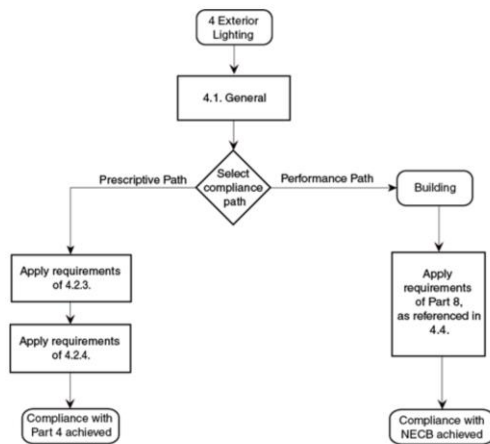 4 Exterior
Lighting
4.1. General
Select
compliance
path
Prescriptive Path
Performance Path
Building
Apply requirements
of 4.2.3.
Apply requirements
of 4.2.4.
Compliance with
Part 4 achieved
Apply
requirements
of Part 8,
as referenced in
4.4.
Compliance with
NECB achieved